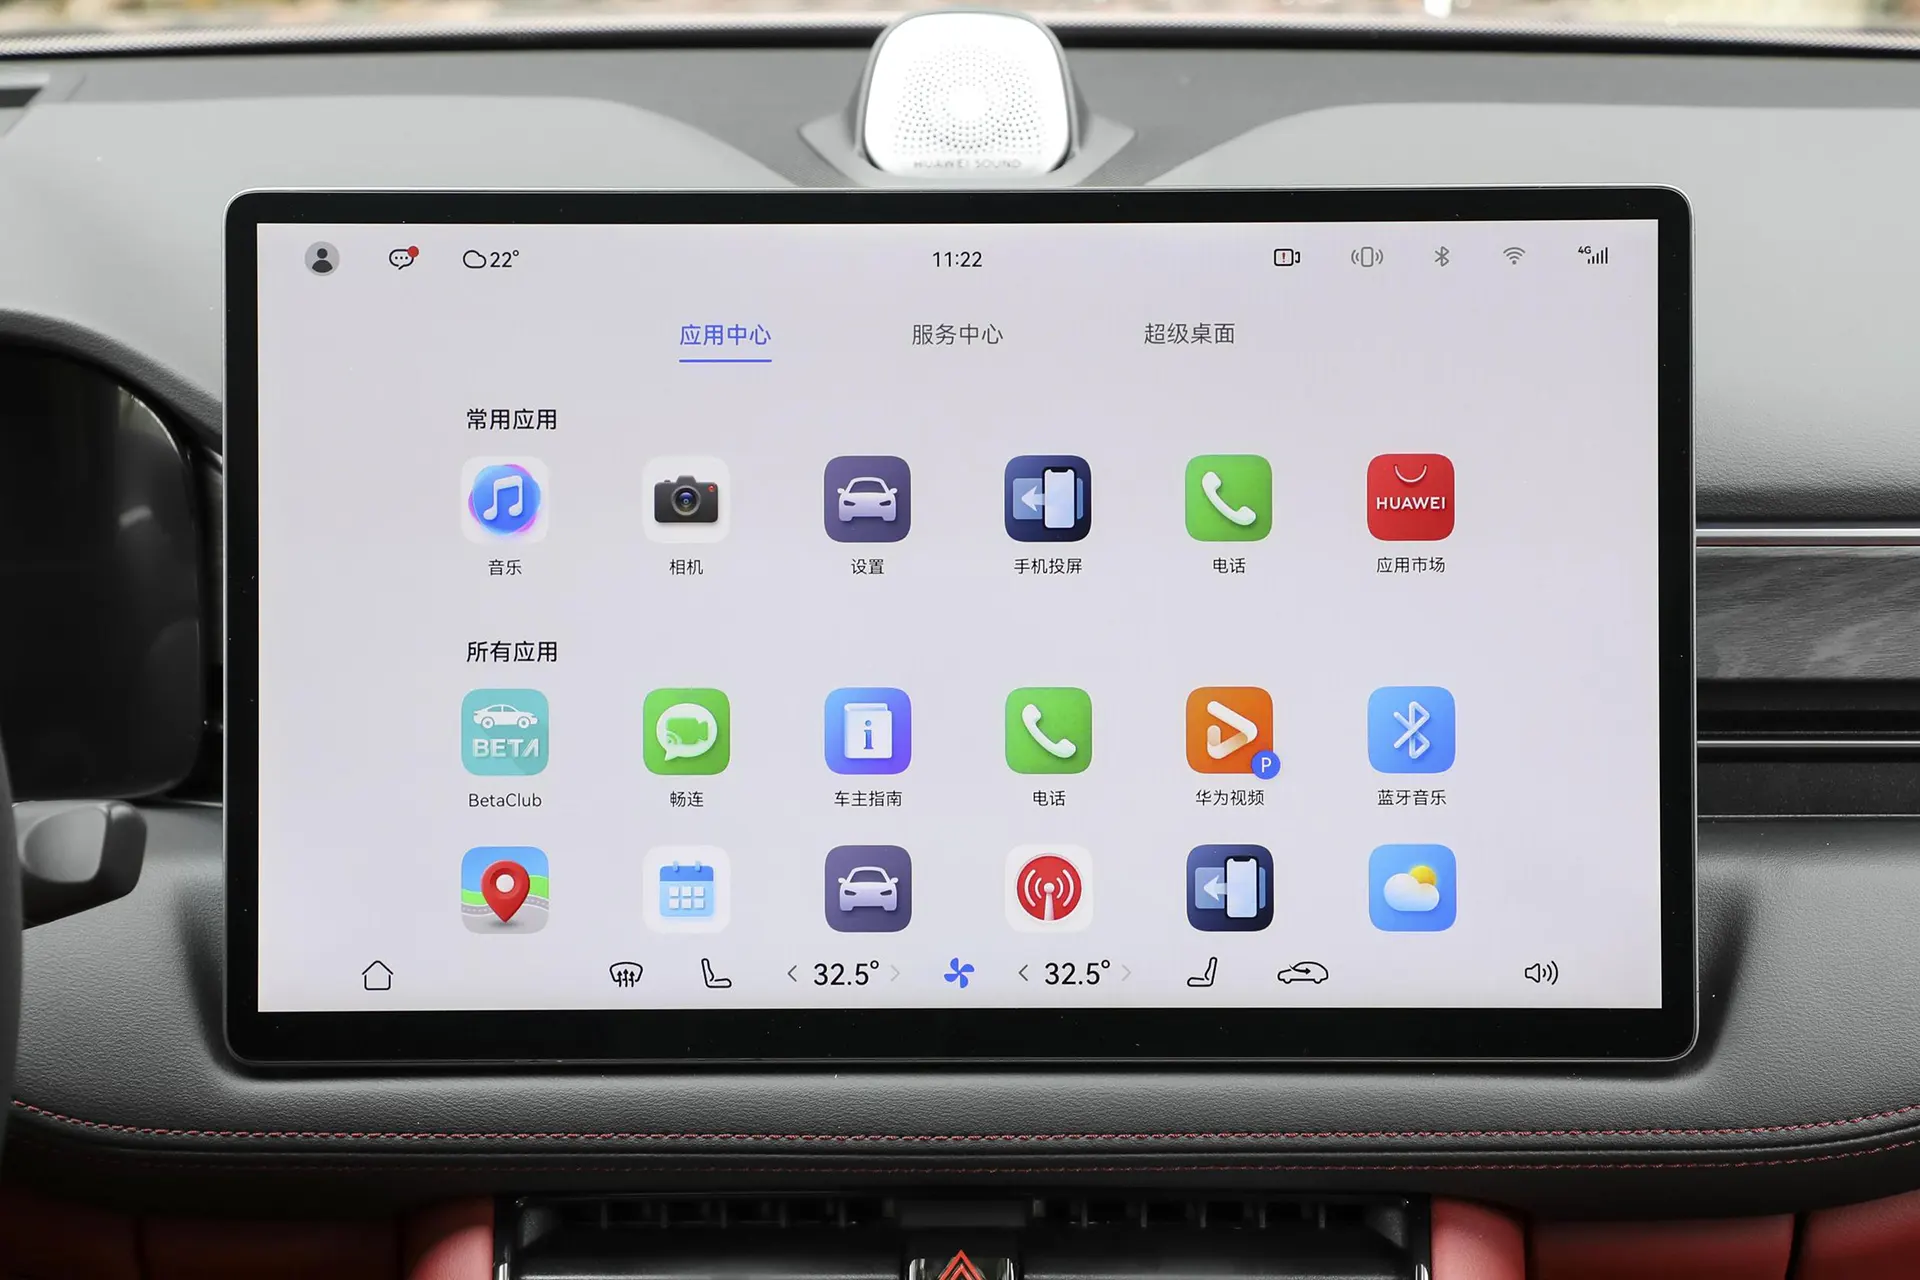 HUAWEI SOUND
22°
11:22
4G
应用中心
服务中心
超级桌面
常用应用
HUAWEI
音乐
相机
设置
手机投屏
电话
应用市场
所有应用
BETA
P
BetaClub
畅连
车主指南
电话
华为视频
蓝牙音乐
32.5°
32.5°